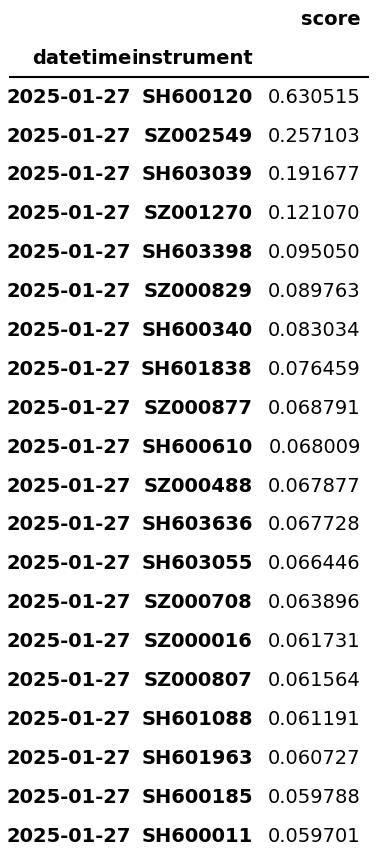 score
datetime instrument
2025-01-27 SH600120 0.630515
2025-01-27 SZ002549 0.257103
2025-01-27 SH603039 0.191677
2025-01-27 SZ001270 0.121070
2025-01-27 SH603398 0.095050
2025-01-27 SZ000829 0.089763
2025-01-27 SH600340 0.083034
2025-01-27 SH601838 0.076459
2025-01-27 SZ000877 0.068791
2025-01-27 SH600610 0.068009
2025-01-27 SZ000488 0.067877
2025-01-27 SH603636 0.067728
2025-01-27 SH603055 0.066446
2025-01-27 SZ000708 0.063896
2025-01-27 SZ000016 0.061731
2025-01-27 SZ000807 0.061564
2025-01-27 SH601088 0.061191
2025-01-27 SH601963 0.060727
2025-01-27 SH600185 0.059788
2025-01-27 SH600011 0.059701